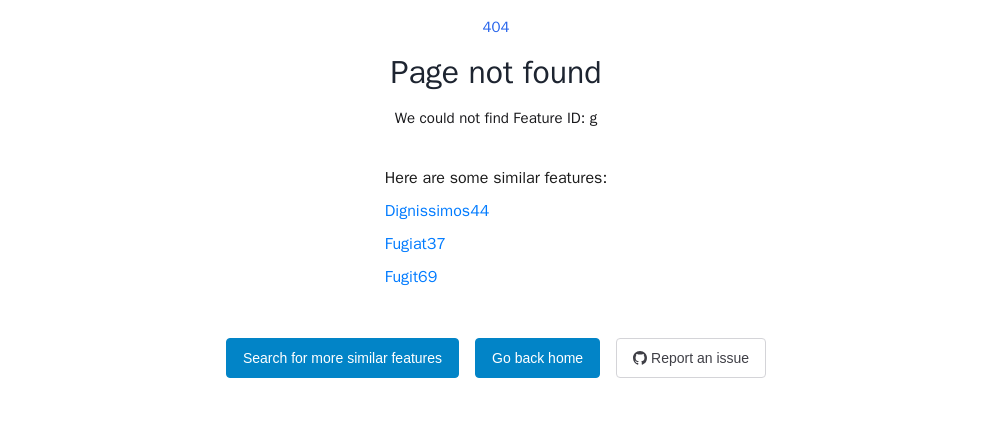 404
Page not found
We could not find Feature ID: g
Here are some similar features:
Dignissimos44
Fugiat37
Fugit69
Search for more similar features
Go back home
Report an issue